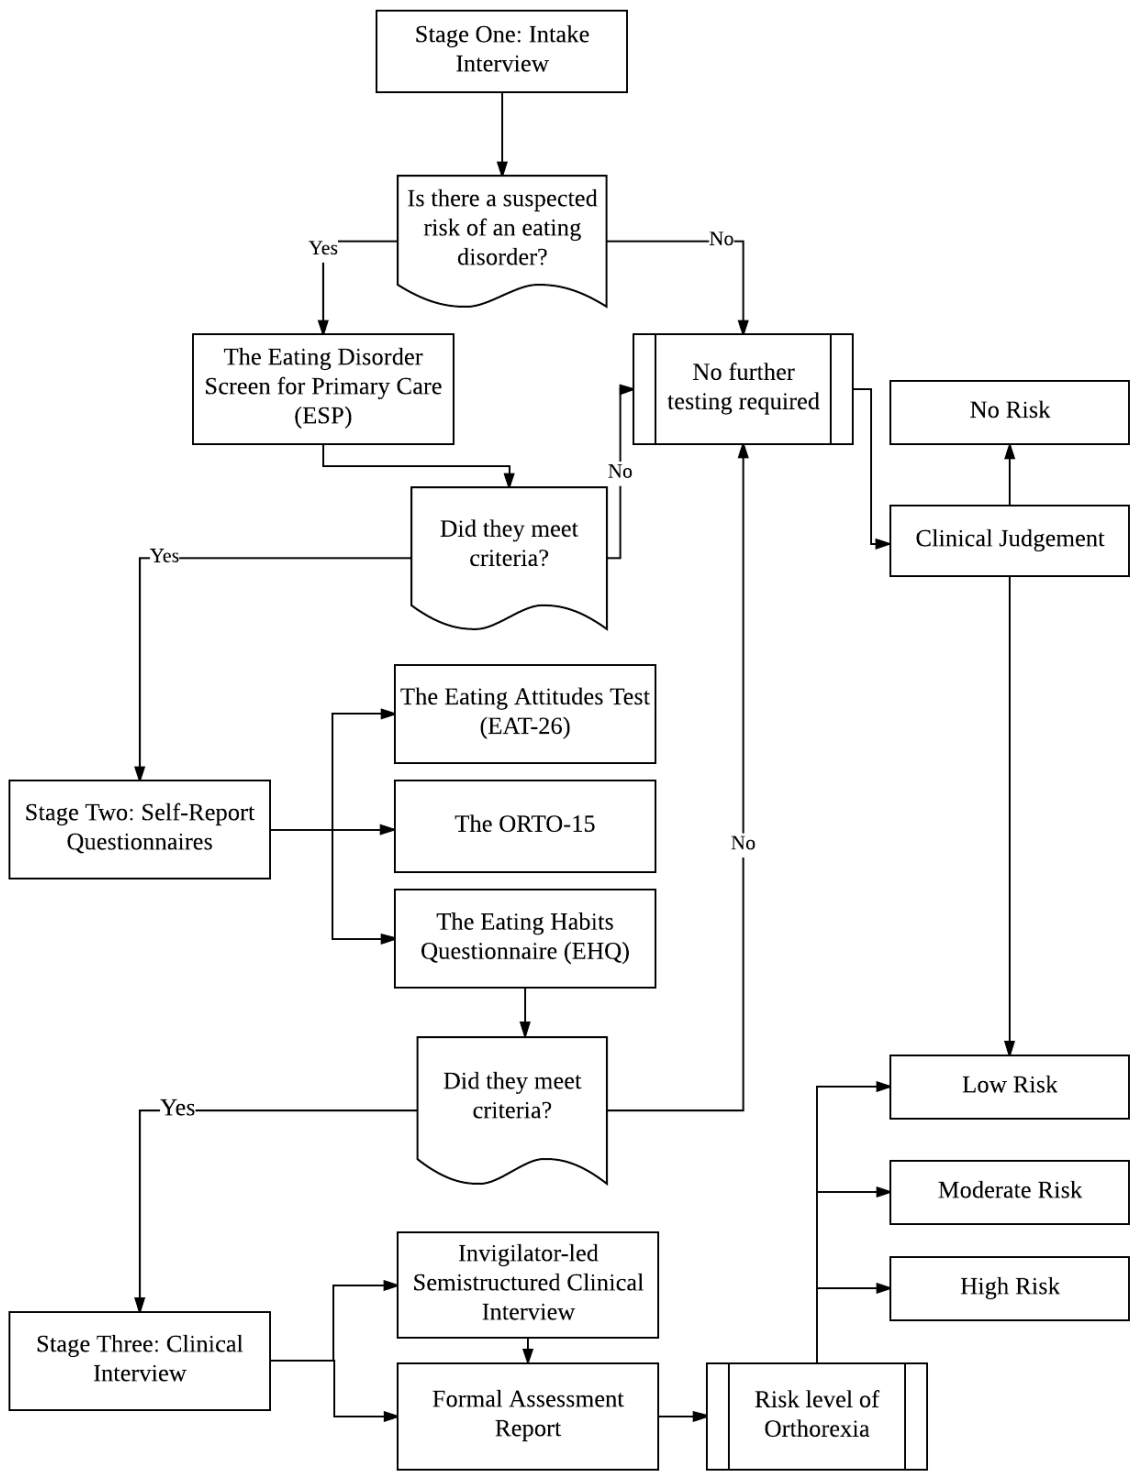 Stage One: Intake
Interview
Is there a suspected
risk of an eating
disorder?
Yes
No
The Eating Disorder
Screen for Primary Care
(ESP)
No further
testing required
No Risk
No
Did they meet
criteria?
Clinical Judgement
Yes
The Eating Attitudes Test
(EAT-26)
Stage Two: Self-Report
Questionnaires
The ORTO-15
No
The Eating Habits
Questionnaire (EHQ)
Did they meet
criteria?
Low Risk
Yes
Moderate Risk
Invigilator-led
Semistructured Clinical
Interview
High Risk
Stage Three: Clinical
Interview
Formal Assessment
Report
Risk level of
Orthorexia